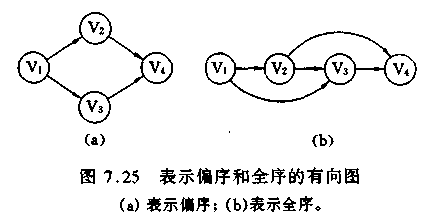 V₂
V₁
V₄
V₃
(a)
V₁
V₂
V₃
V₄
(b)
图 7.25 表示偏序和全序的有向图
(a) 表示偏序；(b)表示全序。